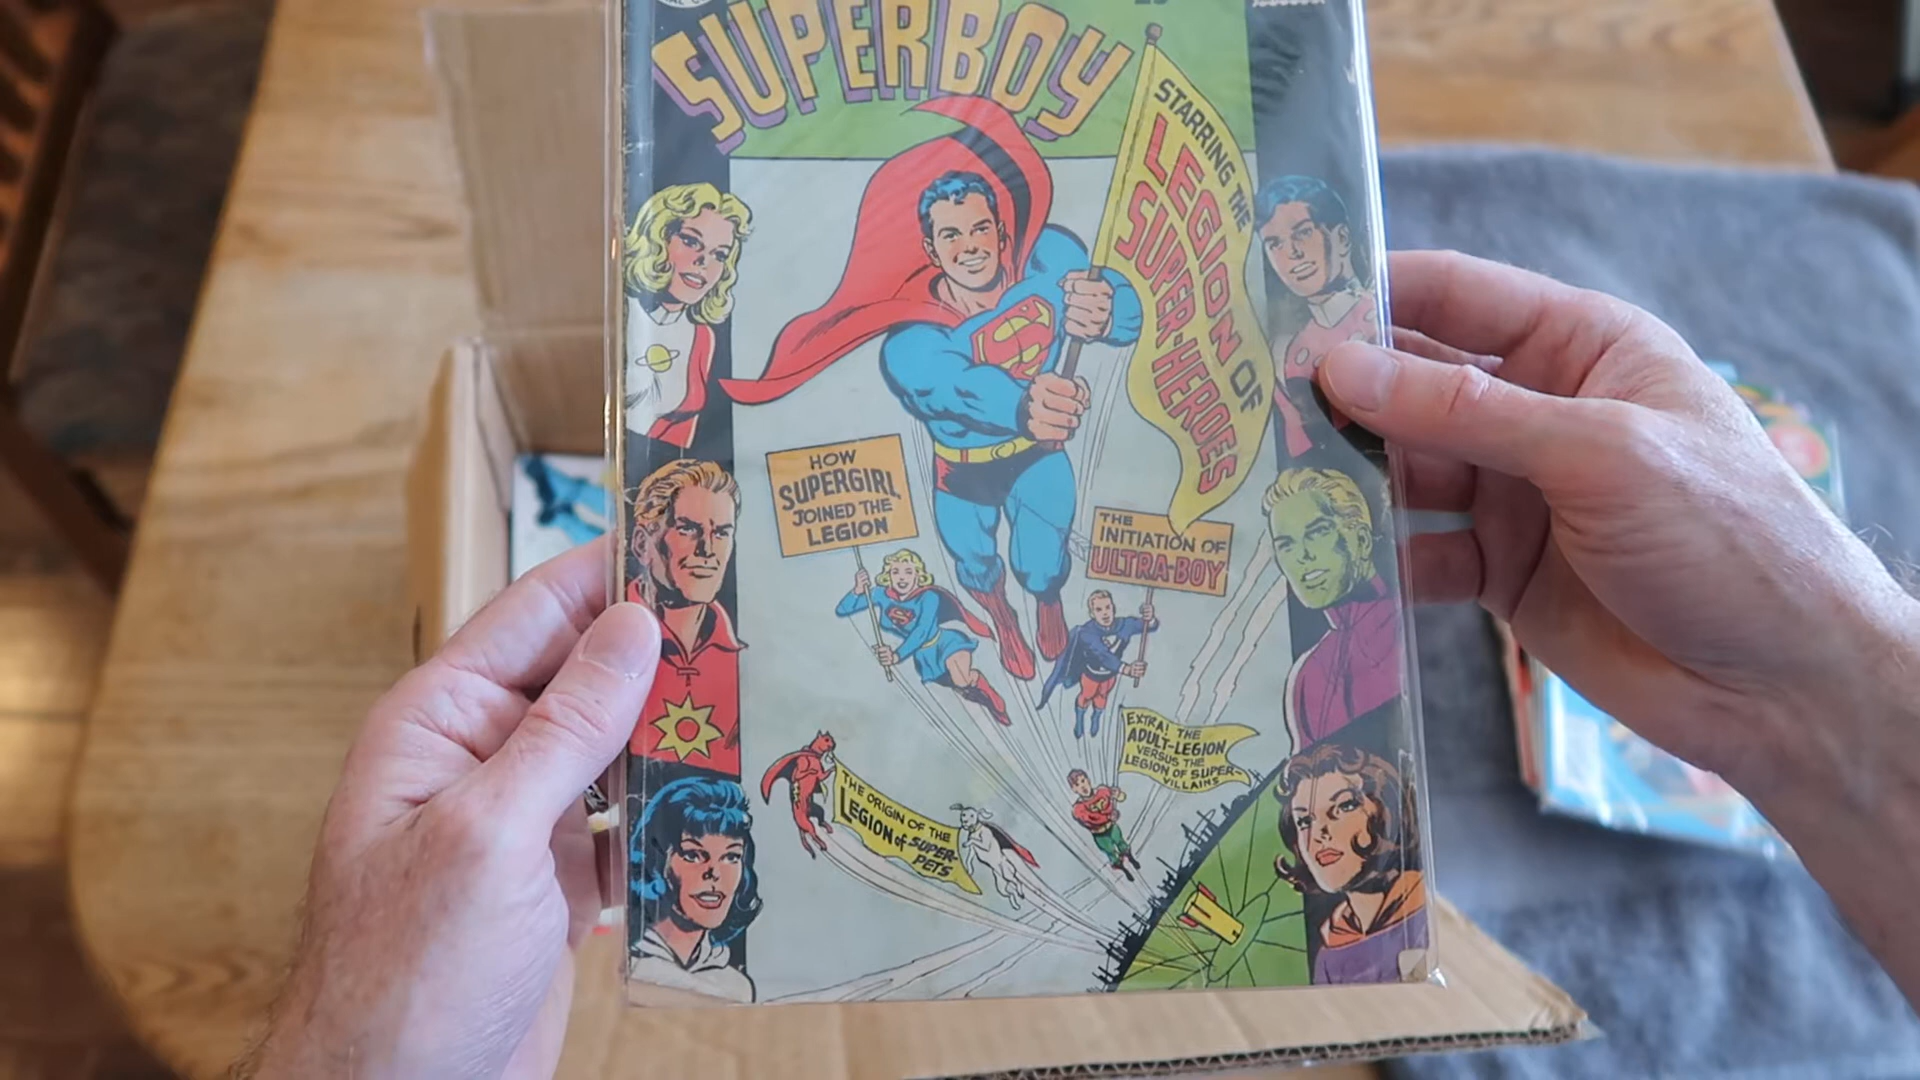 SUPERBOY
STARRING THE
LEGION OF
SUPER-HEROES
HOW
SUPERGIRL
JOINED THE
LEGION
THE
INITIATION OF
ULTRA-BOY
EXTRA! THE
ADULT-LEGION
VERSUS THE
LEGION OF SUPER-
VILLAINS
THE ORIGIN OF THE
LEGION of SUPER-
PETS